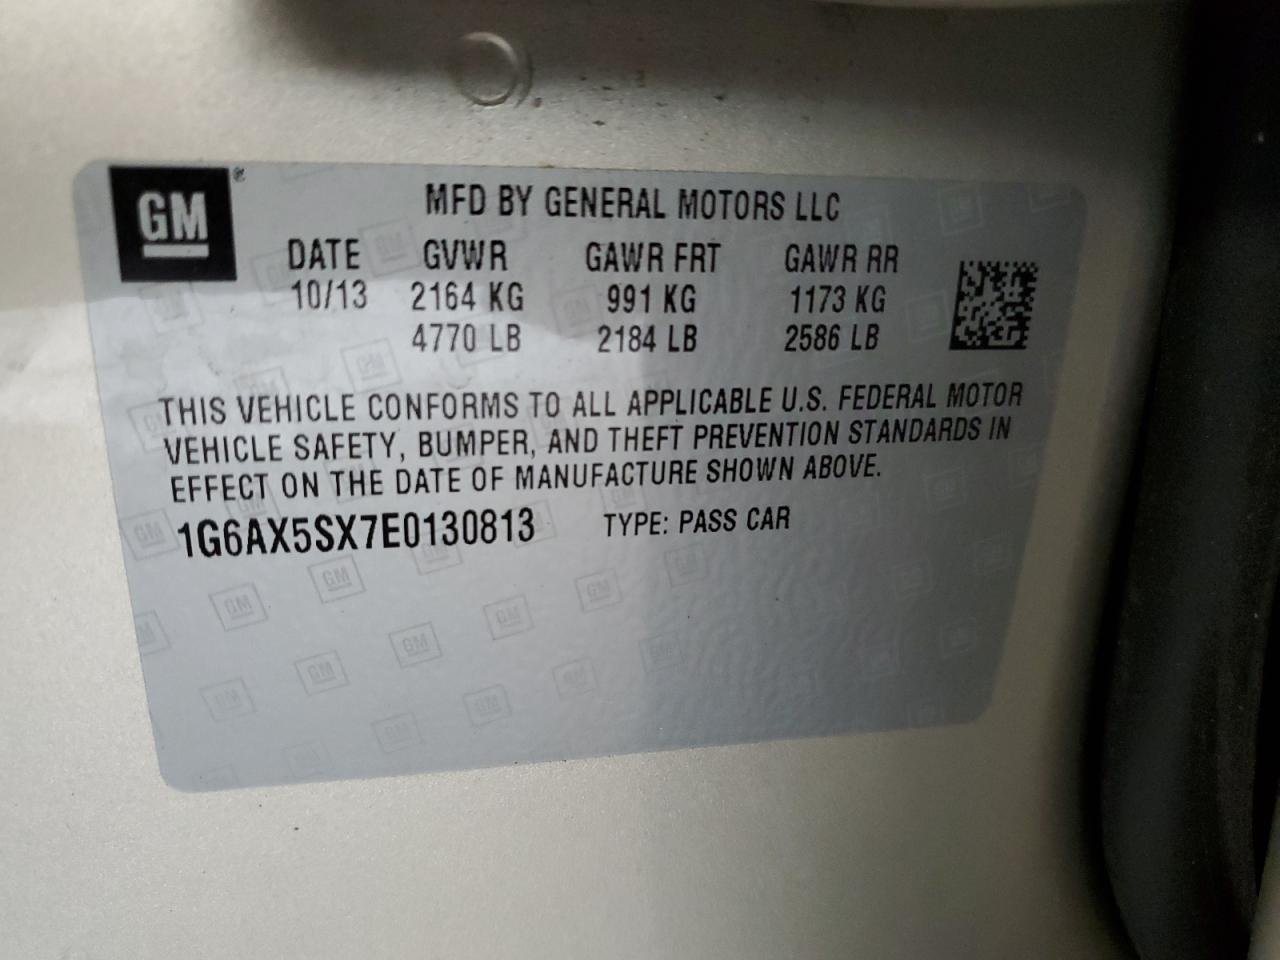 GM®
MFD BY GENERAL MOTORS LLC
DATE GVWR GAWR FRT GAWR RR
10/13 2164 KG 991 KG 1173 KG
4770 LB 2184 LB 2586 LB
THIS VEHICLE CONFORMS TO ALL APPLICABLE U.S. FEDERAL MOTOR
VEHICLE SAFETY, BUMPER, AND THEFT PREVENTION STANDARDS IN
EFFECT ON THE DATE OF MANUFACTURE SHOWN ABOVE.
1G6AX5SX7E0130813 TYPE: PASS CAR